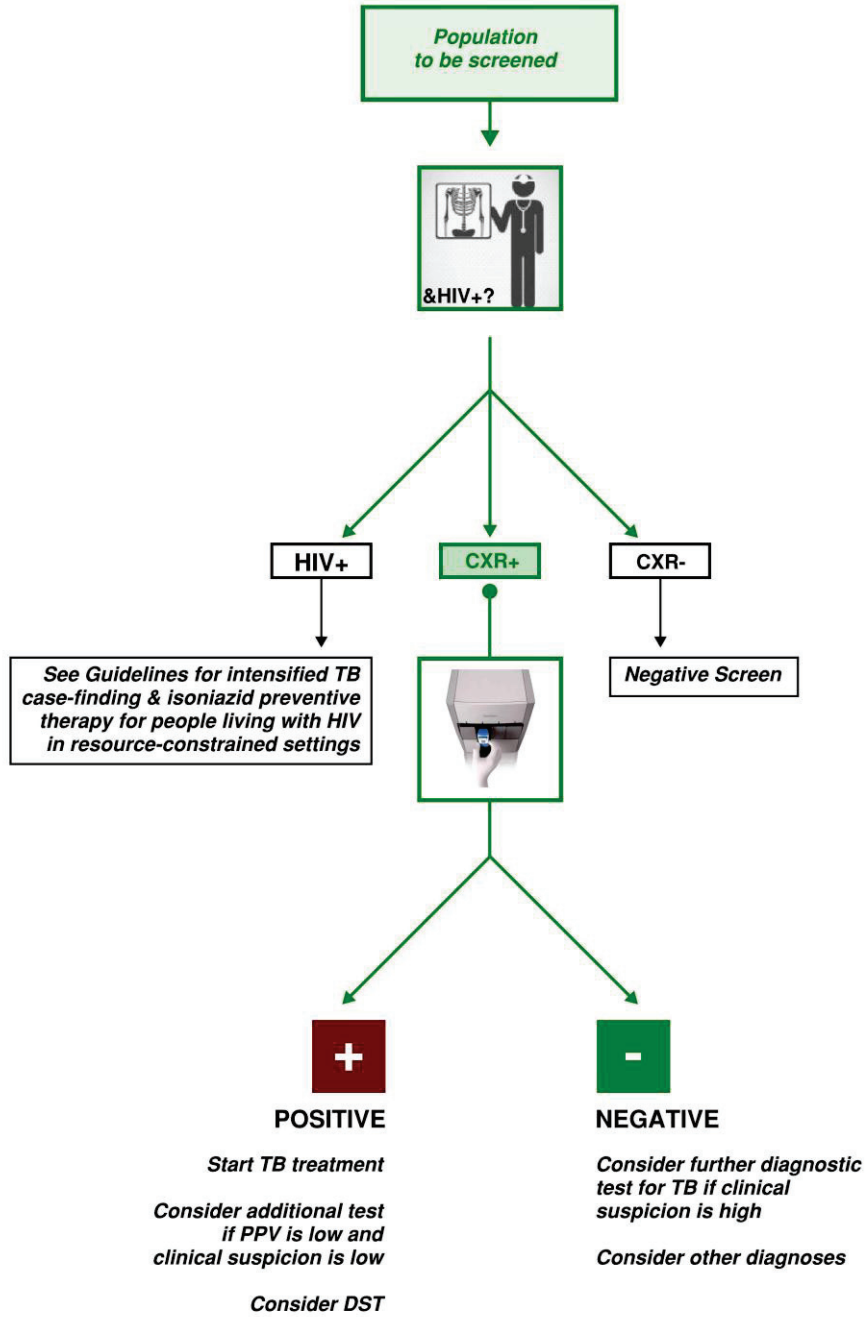 Population
to be screened
&HIV+?
HIV+
CXR+
CXR-
See Guidelines for intensified TB
case-finding & isoniazid preventive
therapy for people living with HIV
in resource-constrained settings
Negative Screen
+
-
POSITIVE
NEGATIVE
Start TB treatment
Consider additional test
if PPV is low and
clinical suspicion is low
Consider DST
Consider further diagnostic
test for TB if clinical
suspicion is high
Consider other diagnoses